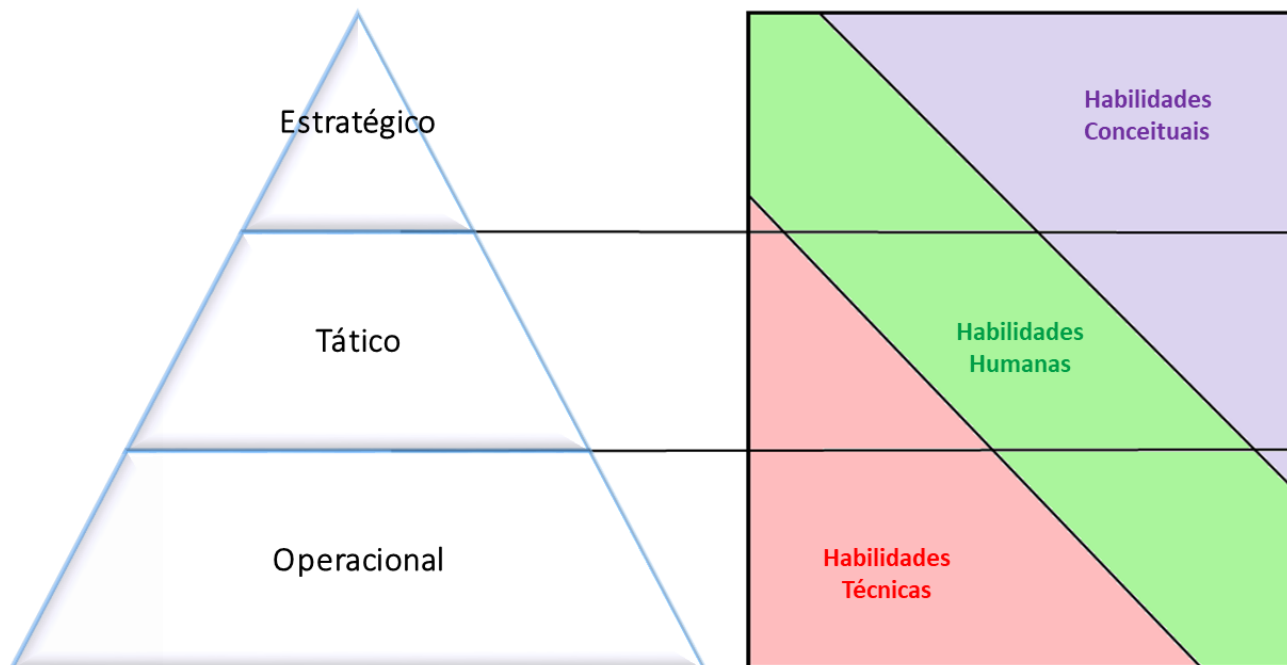 Estratégico
Habilidades
Conceituais
Tático
Habilidades
Humanas
Operacional
Habilidades
Técnicas